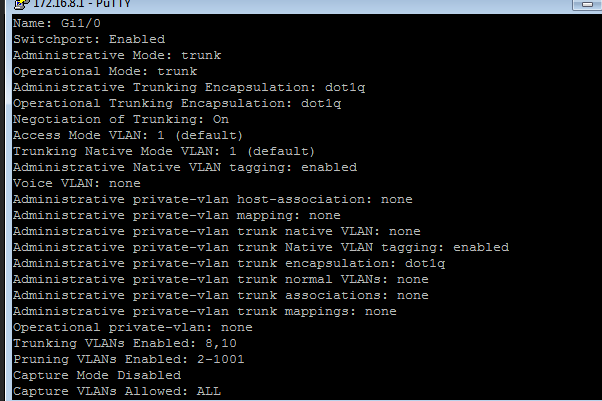 172.16.8.1 - PuTTY
Name: Gi1/0
Switchport: Enabled
Administrative Mode: trunk
Operational Mode: trunk
Administrative Trunking Encapsulation: dot1q
Operational Trunking Encapsulation: dot1q
Negotiation of Trunking: On
Access Mode VLAN: 1 (default)
Trunking Native Mode VLAN: 1 (default)
Administrative Native VLAN tagging: enabled
Voice VLAN: none
Administrative private-vlan host-association: none
Administrative private-vlan mapping: none
Administrative private-vlan trunk native VLAN: none
Administrative private-vlan trunk Native VLAN tagging: enabled
Administrative private-vlan trunk encapsulation: dot1q
Administrative private-vlan trunk normal VLANs: none
Administrative private-vlan trunk associations: none
Administrative private-vlan trunk mappings: none
Operational private-vlan: none
Trunking VLANs Enabled: 8,10
Pruning VLANs Enabled: 2-1001
Capture Mode Disabled
Capture VLANs Allowed: ALL